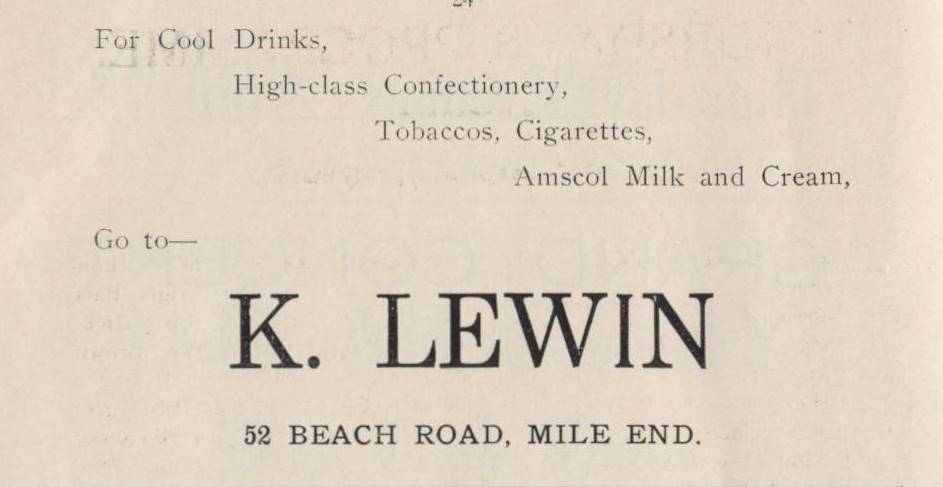 24
For Cool Drinks,
High-class Confectionery,
Tobaccos, Cigarettes,
Amscol Milk and Cream,
Go to—
K. LEWIN
52 BEACH ROAD, MILE END.